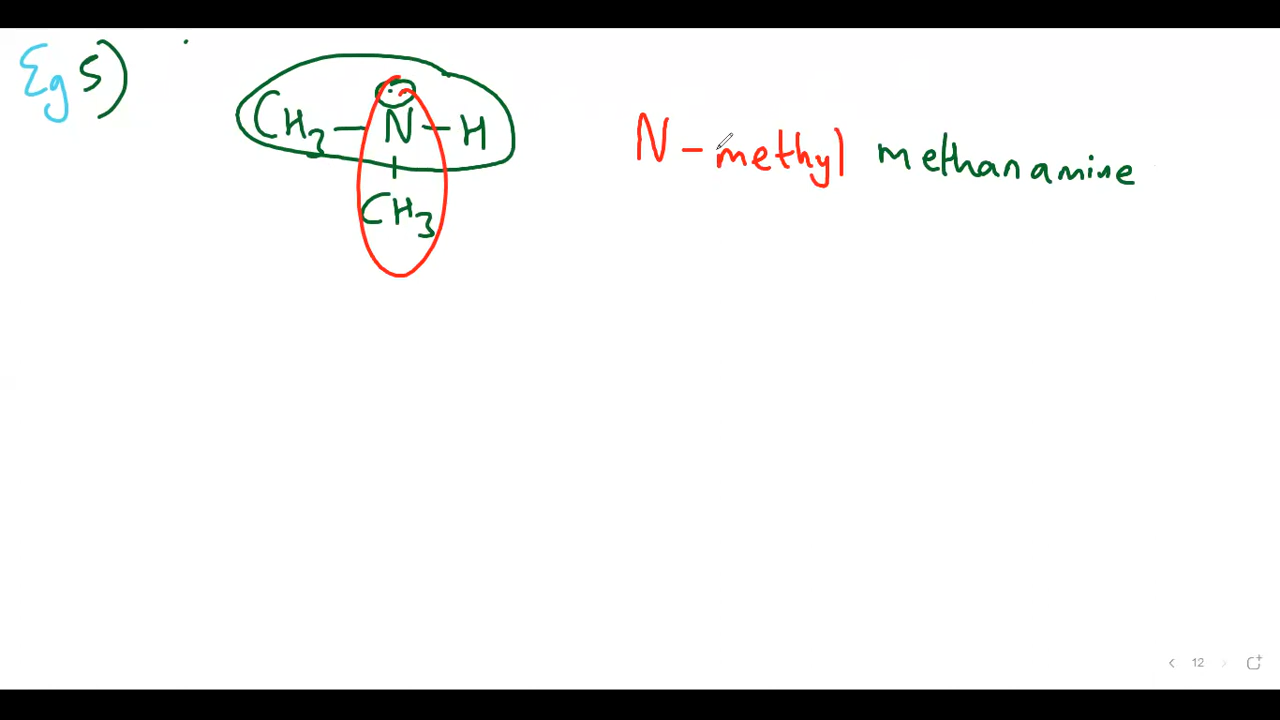 Eg 5)
CH3 — N — H
CH3
N - methyl methanamine
12